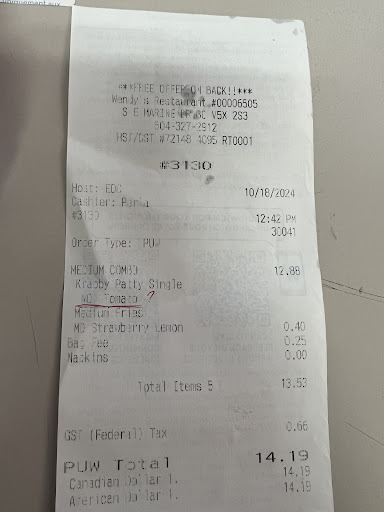 ***FREE OFFERS ON BACK!!***
Wendy's Restaurant #00006505
S E MARINE DR BC V5X 2S3
604-327-2912
HST/GST #72148 4095 RT0001
#3130
Host: EDC 10/18/2024
Cashier:
#3130 12:42 PM
30041
Order Type: PUW
MEDIUM COMBO 12.88
Krabby Patty Single
NO Tomato ?
Medium Fries
MD Strawberry Lemon 0.40
Bag Fee 0.25
Napkins 0.00
Total Items 5 13.53
GST (Federal) Tax 0.66
PUW Total 14.19
Canadian Dollar T. 14.19
American Dollar T. 14.19